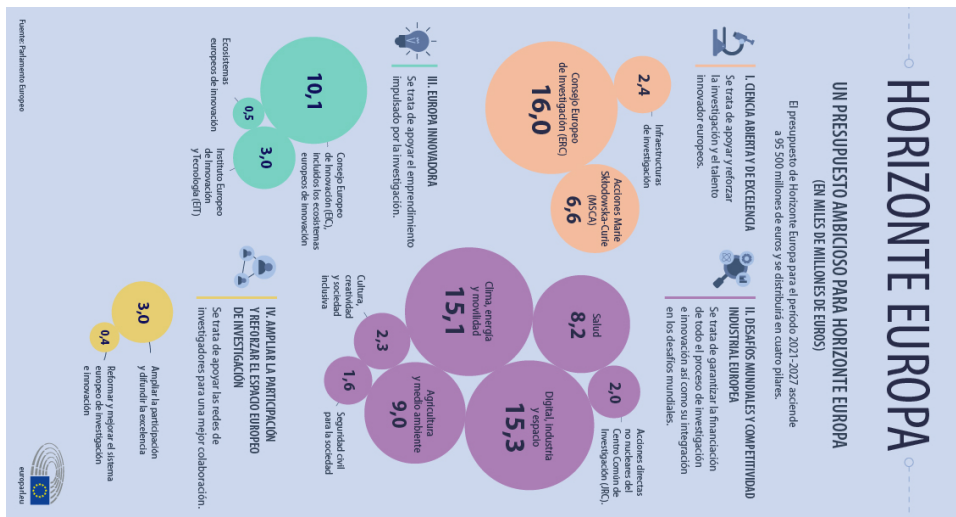 HORIZONTE EUROPA
UN PRESUPUESTO AMBICIOSO PARA HORIZONTE EUROPA
(EN MILES DE MILLONES DE EUROS)
El presupuesto de Horizonte Europa para el período 2021-2027 asciende
a 95 500 millones de euros y se distribuirá en cuatro pilares.
I. CIENCIA ABIERTA Y DE EXCELENCIA
Se trata de apoyar y reforzar
la investigación y el talento
innovador europeos.
2,4
Infraestructuras
de investigación
Consejo Europeo
de Investigación (ERC)
16,0
Acciones Marie
Skłodowska-Curie
(MSCA)
6,6
II. DESAFÍOS MUNDIALES Y COMPETITIVIDAD
INDUSTRIAL EUROPEA
Se trata de garantizar la financiación
de todo el proceso de investigación
e innovación así como su integración
en los desafíos mundiales.
Salud
8,2
2,0
Acciones directas
no nucleares del
Centro Común de
Investigación (JRC).
Clima, energía
y movilidad
15,1
Digital, industria
y espacio
15,3
Cultura,
creatividad
y sociedad
inclusiva
2,3
1,6
Seguridad civil
para la sociedad
Agricultura
y medio ambiente
9,0
III. EUROPA INNOVADORA
Se trata de apoyar el emprendimiento
impulsado por la investigación.
10,1
Consejo Europeo
de Innovación (EIC),
incluidos los ecosistemas
europeos de innovación
Ecosistemas
europeos de innovación
0,5
3,0
Instituto Europeo
de Innovación
y Tecnología (EIT)
IV. AMPLIAR LA PARTICIPACIÓN
Y REFORZAR EL ESPACIO EUROPEO
DE INVESTIGACIÓN
Se trata de apoyar las redes de
investigadores para una mejor colaboración.
3,0
Ampliar la participación
y difundir la excelencia
0,4
Reformar y mejorar el sistema
europeo de investigación
e innovación
Fuente: Parlamento Europeo
europarl.eu